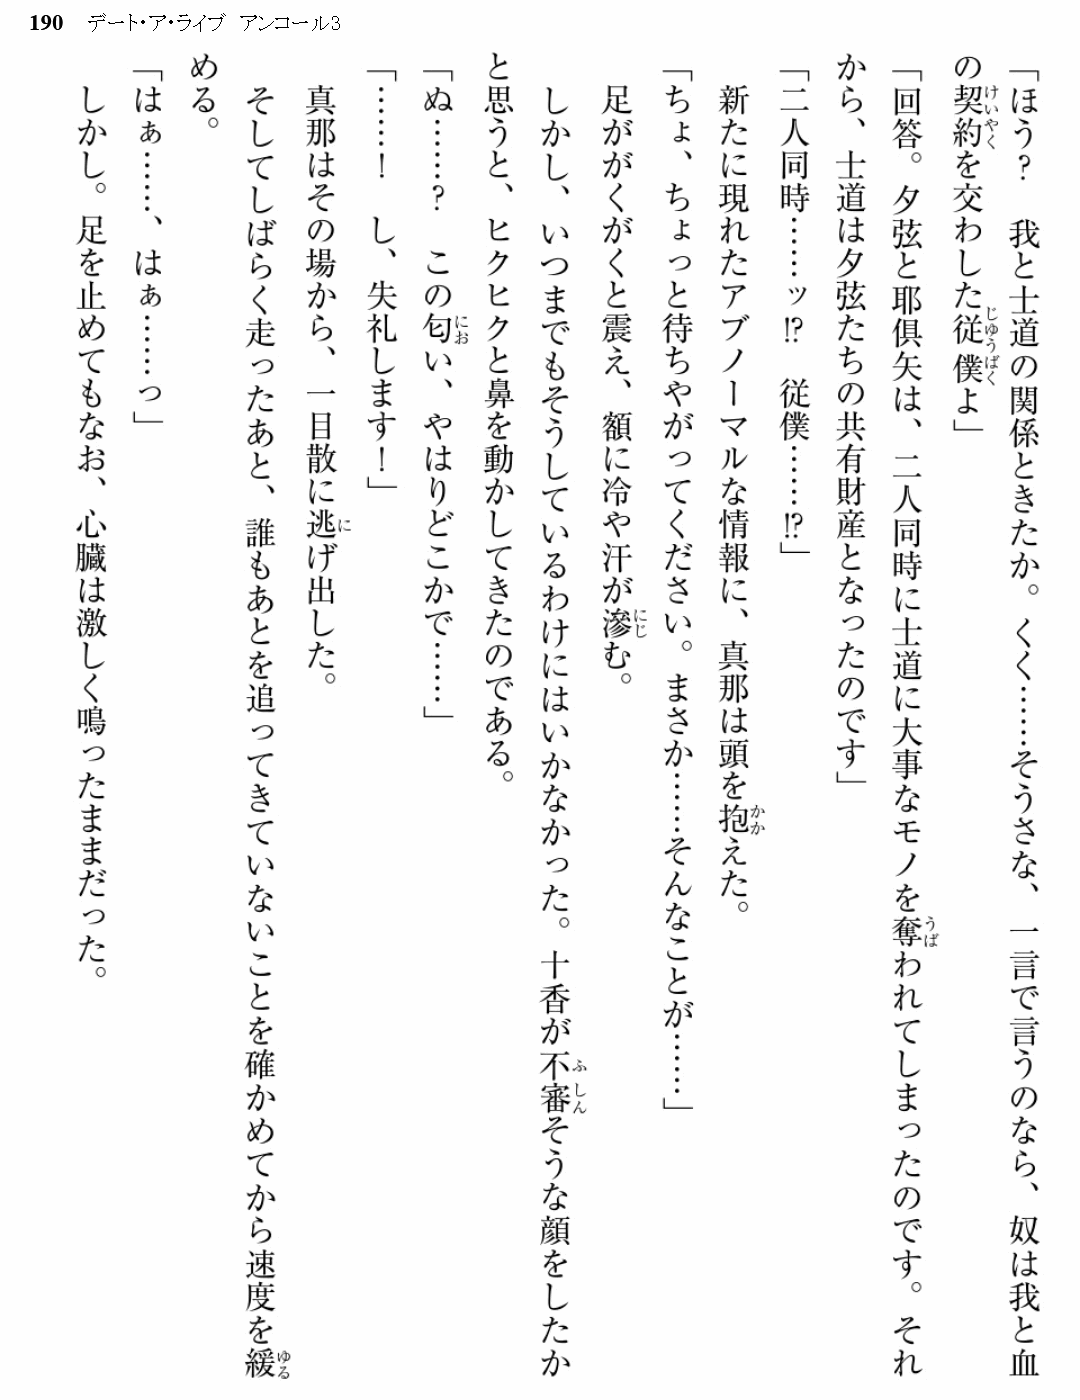 190 デート・ア・ライブ アンコール3
「ほう？　我と士道の関係ときたか。くく……そうさな、一言で言うのなら、奴は我と血
の契約を交わした従僕よ」
「回答。夕弦と耶倶矢は、二人同時に士道に大事なモノを奪われてしまったのです。それ
から、士道は夕弦たちの共有財産となったのです」
「二人同時……ッ⁉　従僕……⁉」
　新たに現れたアブノーマルな情報に、真那は頭を抱えた。
「ちょ、ちょっと待ちやがってください。まさか……そんなことが……」
　足ががくがくと震え、額に冷や汗が滲む。
　しかし、いつまでもそうしているわけにはいかなかった。十香が不審そうな顔をしたか
と思うと、ヒクヒクと鼻を動かしてきたのである。
「ぬ……？　この匂い、やはりどこかで……」
「……！　し、失礼します！」
　真那はその場から、一目散に逃げ出した。
　そしてしばらく走ったあと、誰もあとを追ってきていないことを確かめてから速度を緩
める。
「はぁ……、はぁ……っ」
　しかし。足を止めてもなお、心臓は激しく鳴ったままだった。